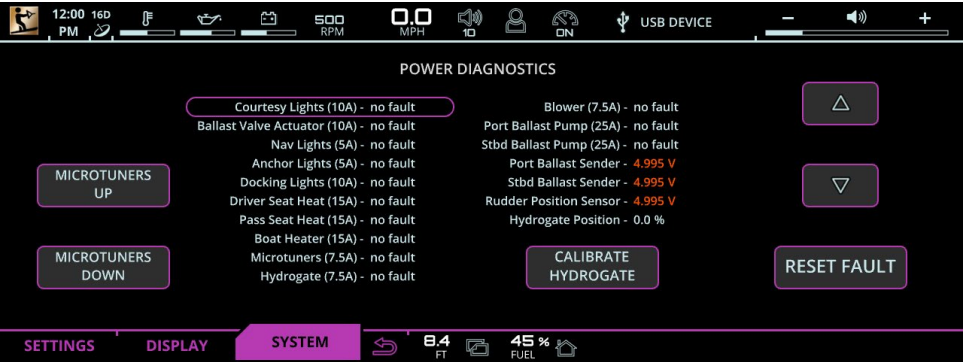 12:00 PM
16D
500 RPM
0.0 MPH
10
ON
USB DEVICE
− +
POWER DIAGNOSTICS
Courtesy Lights (10A) - no fault
Ballast Valve Actuator (10A) - no fault
Nav Lights (5A) - no fault
Anchor Lights (5A) - no fault
Docking Lights (10A) - no fault
Driver Seat Heat (15A) - no fault
Pass Seat Heat (15A) - no fault
Boat Heater (15A) - no fault
Microtuners (7.5A) - no fault
Hydrogate (7.5A) - no fault
Blower (7.5A) - no fault
Port Ballast Pump (25A) - no fault
Stbd Ballast Pump (25A) - no fault
Port Ballast Sender - 4.995 V
Stbd Ballast Sender - 4.995 V
Rudder Position Sensor - 4.995 V
Hydrogate Position - 0.0 %
MICROTUNERS
UP
MICROTUNERS
DOWN
CALIBRATE
HYDROGATE
RESET FAULT
SETTINGS
DISPLAY
SYSTEM
8.4
FT
45 %
FUEL